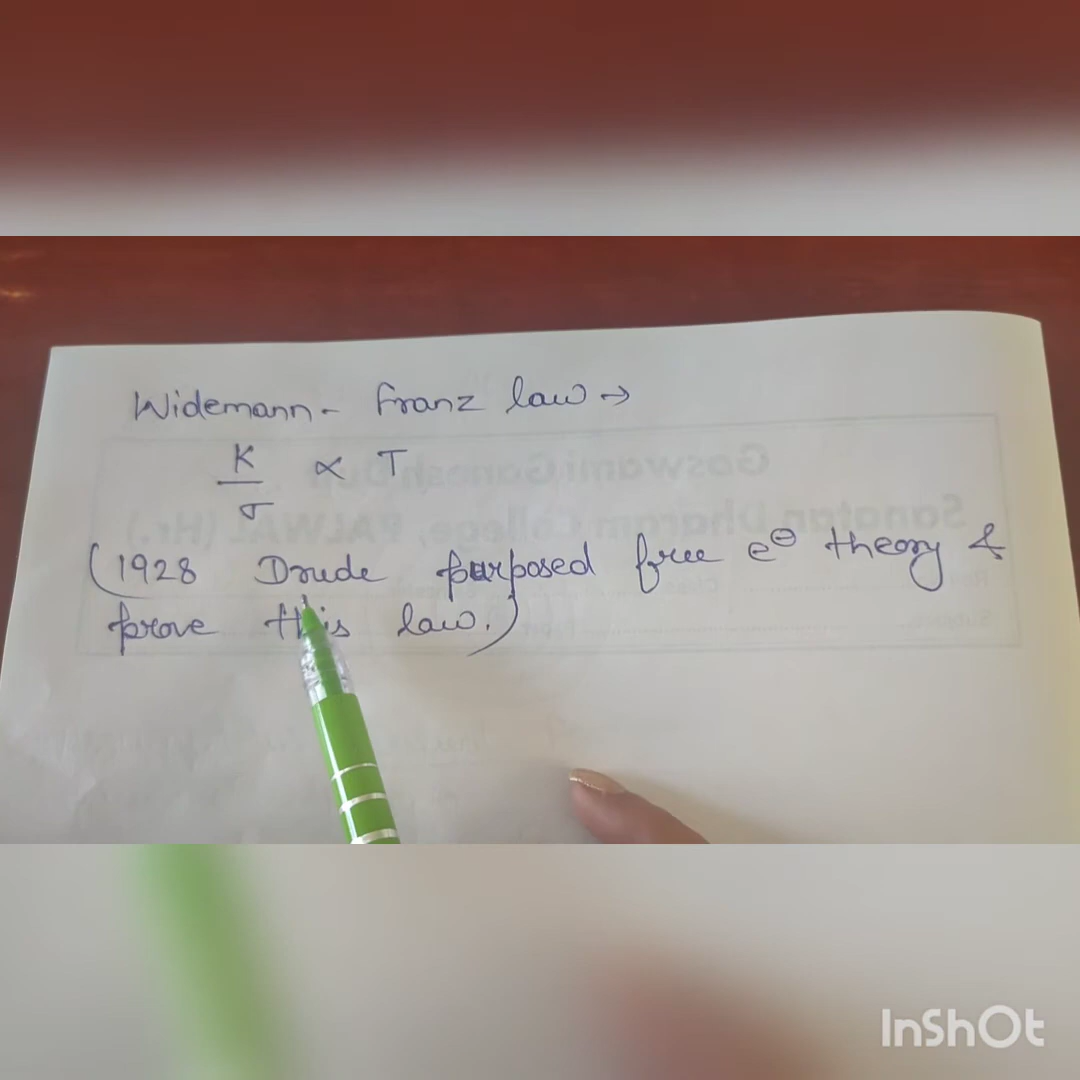 Widemann - Franz law →
K/σ ∝ T
(1928 Drude purposed free e⊖ theory &
prove this law.)
Goswami Ganesh Dutt
Sanatan Dharam College, PALWAL (Hr.)
InShOt